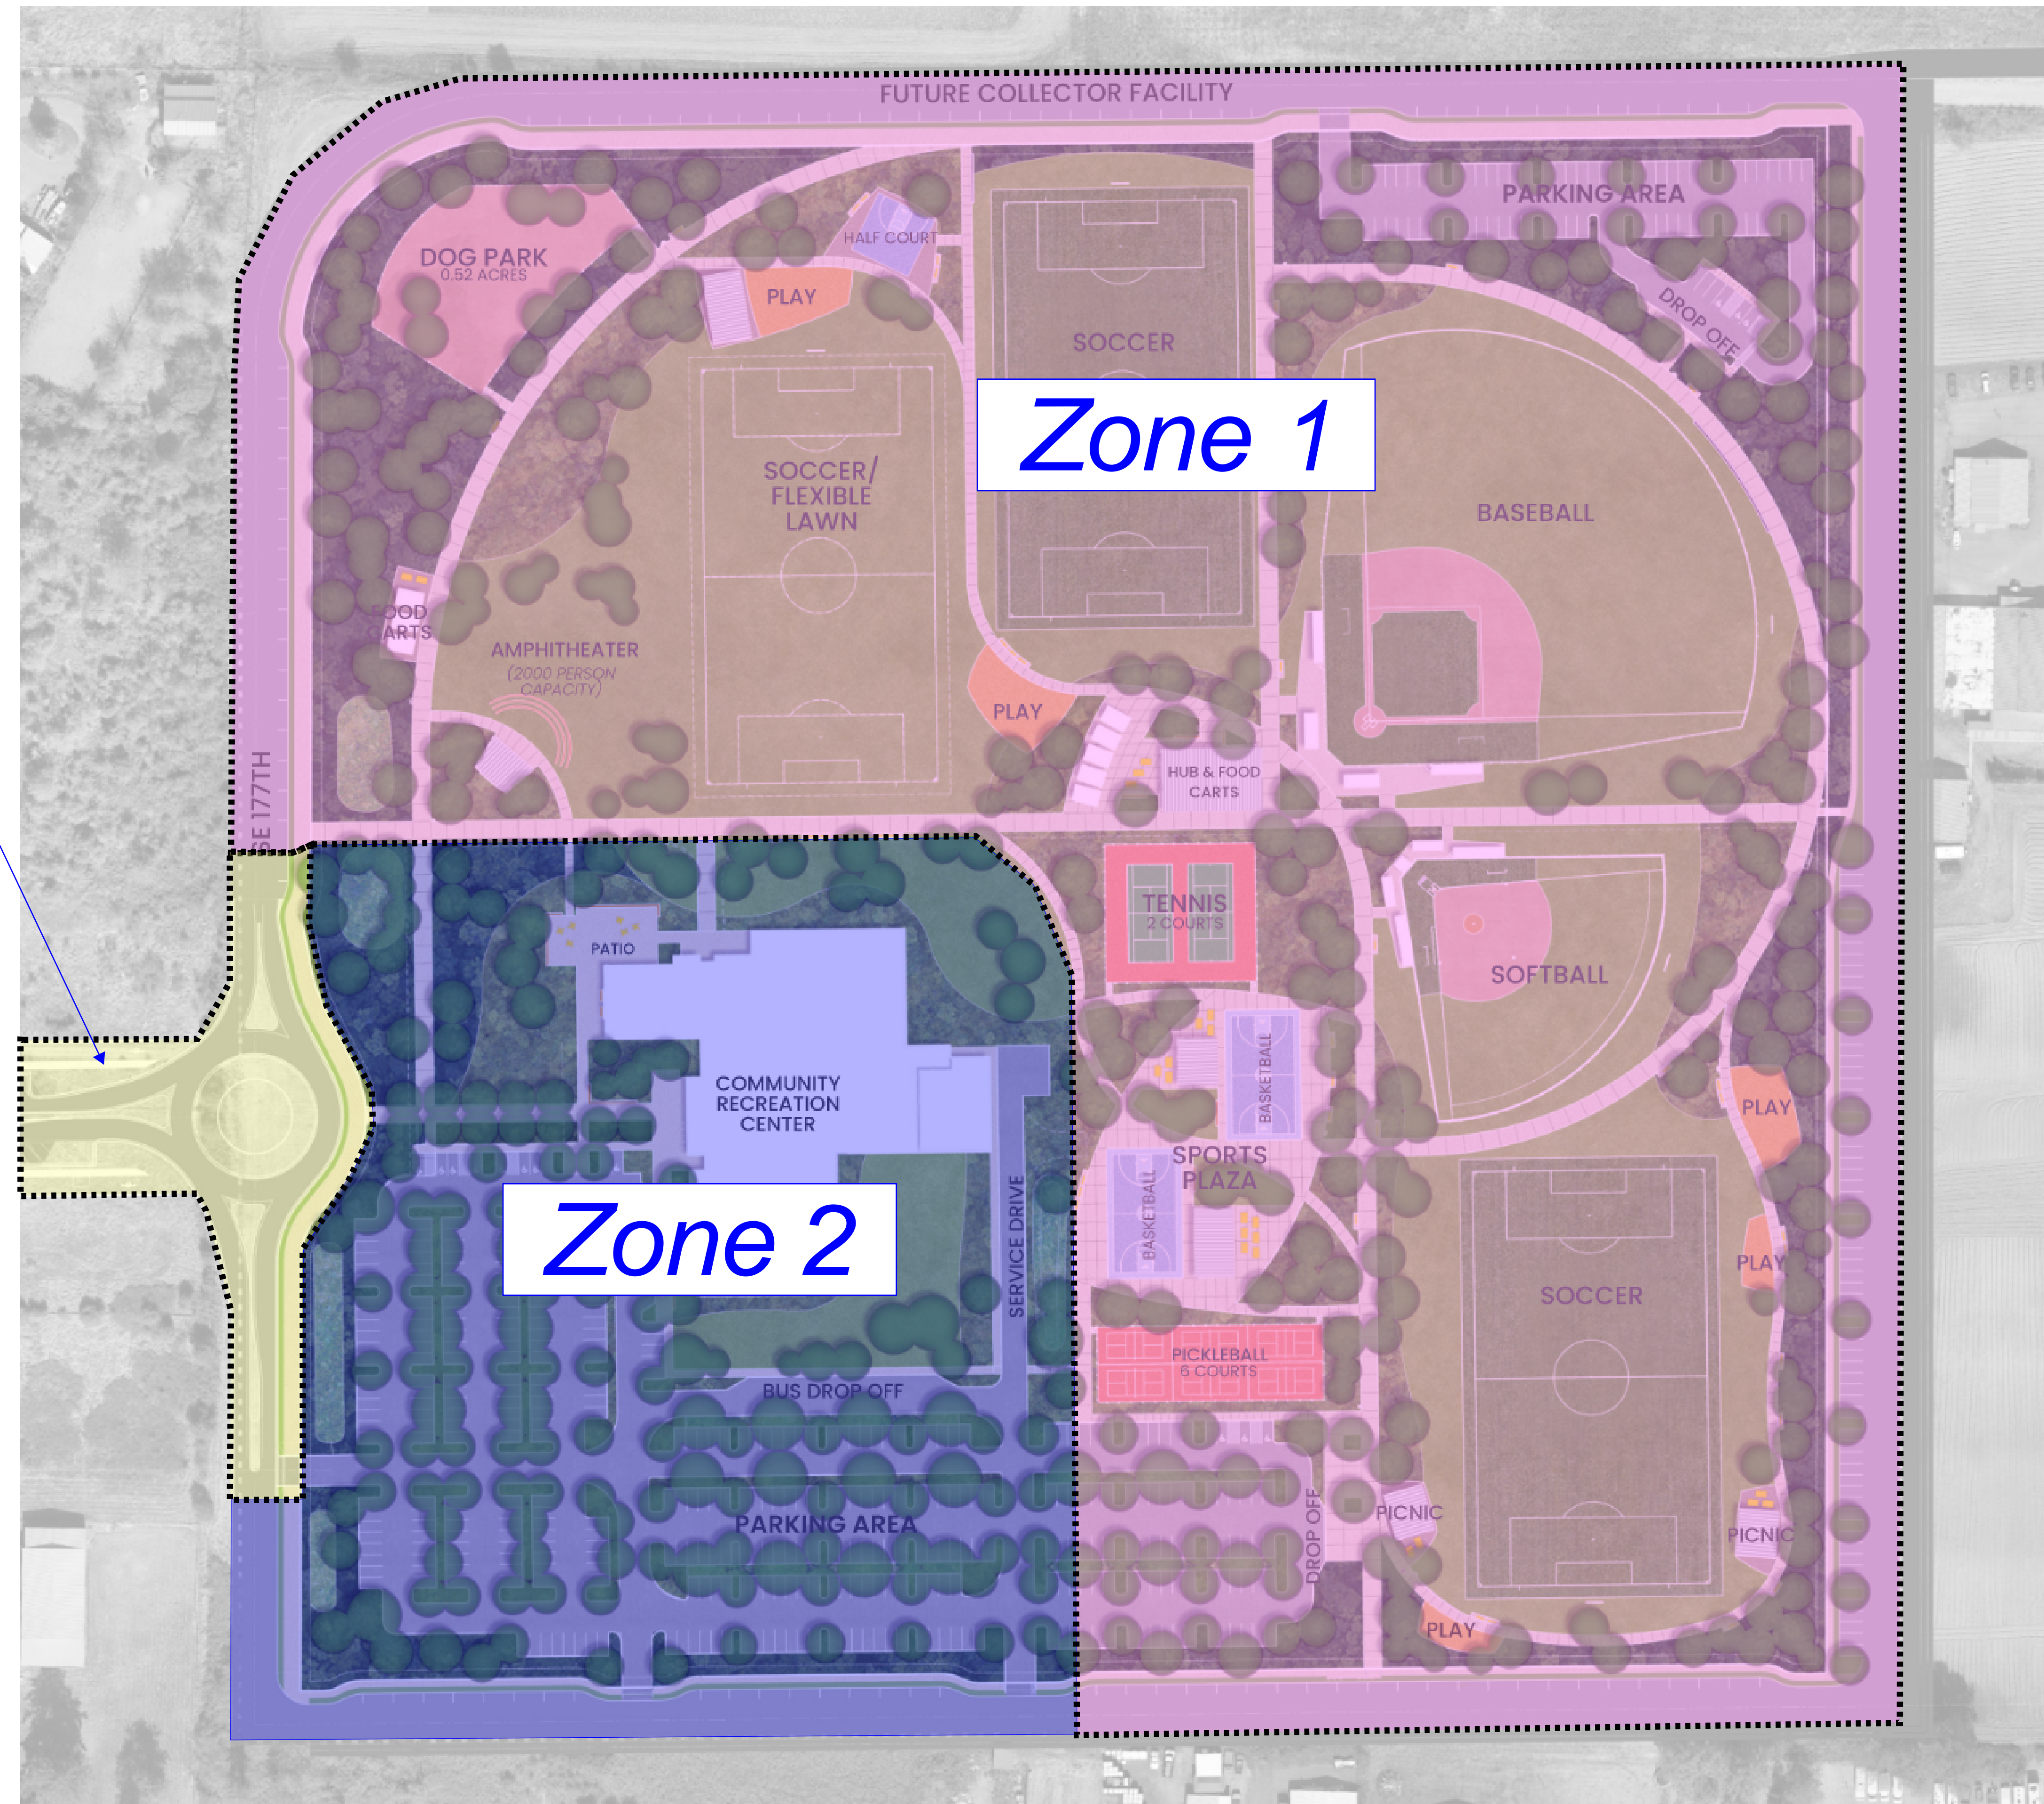 FUTURE COLLECTOR FACILITY
PARKING AREA
HALF COURT
DOG PARK
0.52 ACRES
PLAY
DROP OFF
SOCCER
Zone 1
SOCCER/
FLEXIBLE
LAWN
BASEBALL
FOOD
CARTS
AMPHITHEATER
(2000 PERSON
CAPACITY)
PLAY
HUB & FOOD
CARTS
SE 177TH
TENNIS
2 COURTS
PATIO
SOFTBALL
COMMUNITY
RECREATION
CENTER
BASKETBALL
PLAY
SPORTS
PLAZA
BASKETBALL
Zone 2
SERVICE DRIVE
PLAY
SOCCER
PICKLEBALL
6 COURTS
BUS DROP OFF
PARKING AREA
DROP OFF
PICNIC
PICNIC
PLAY